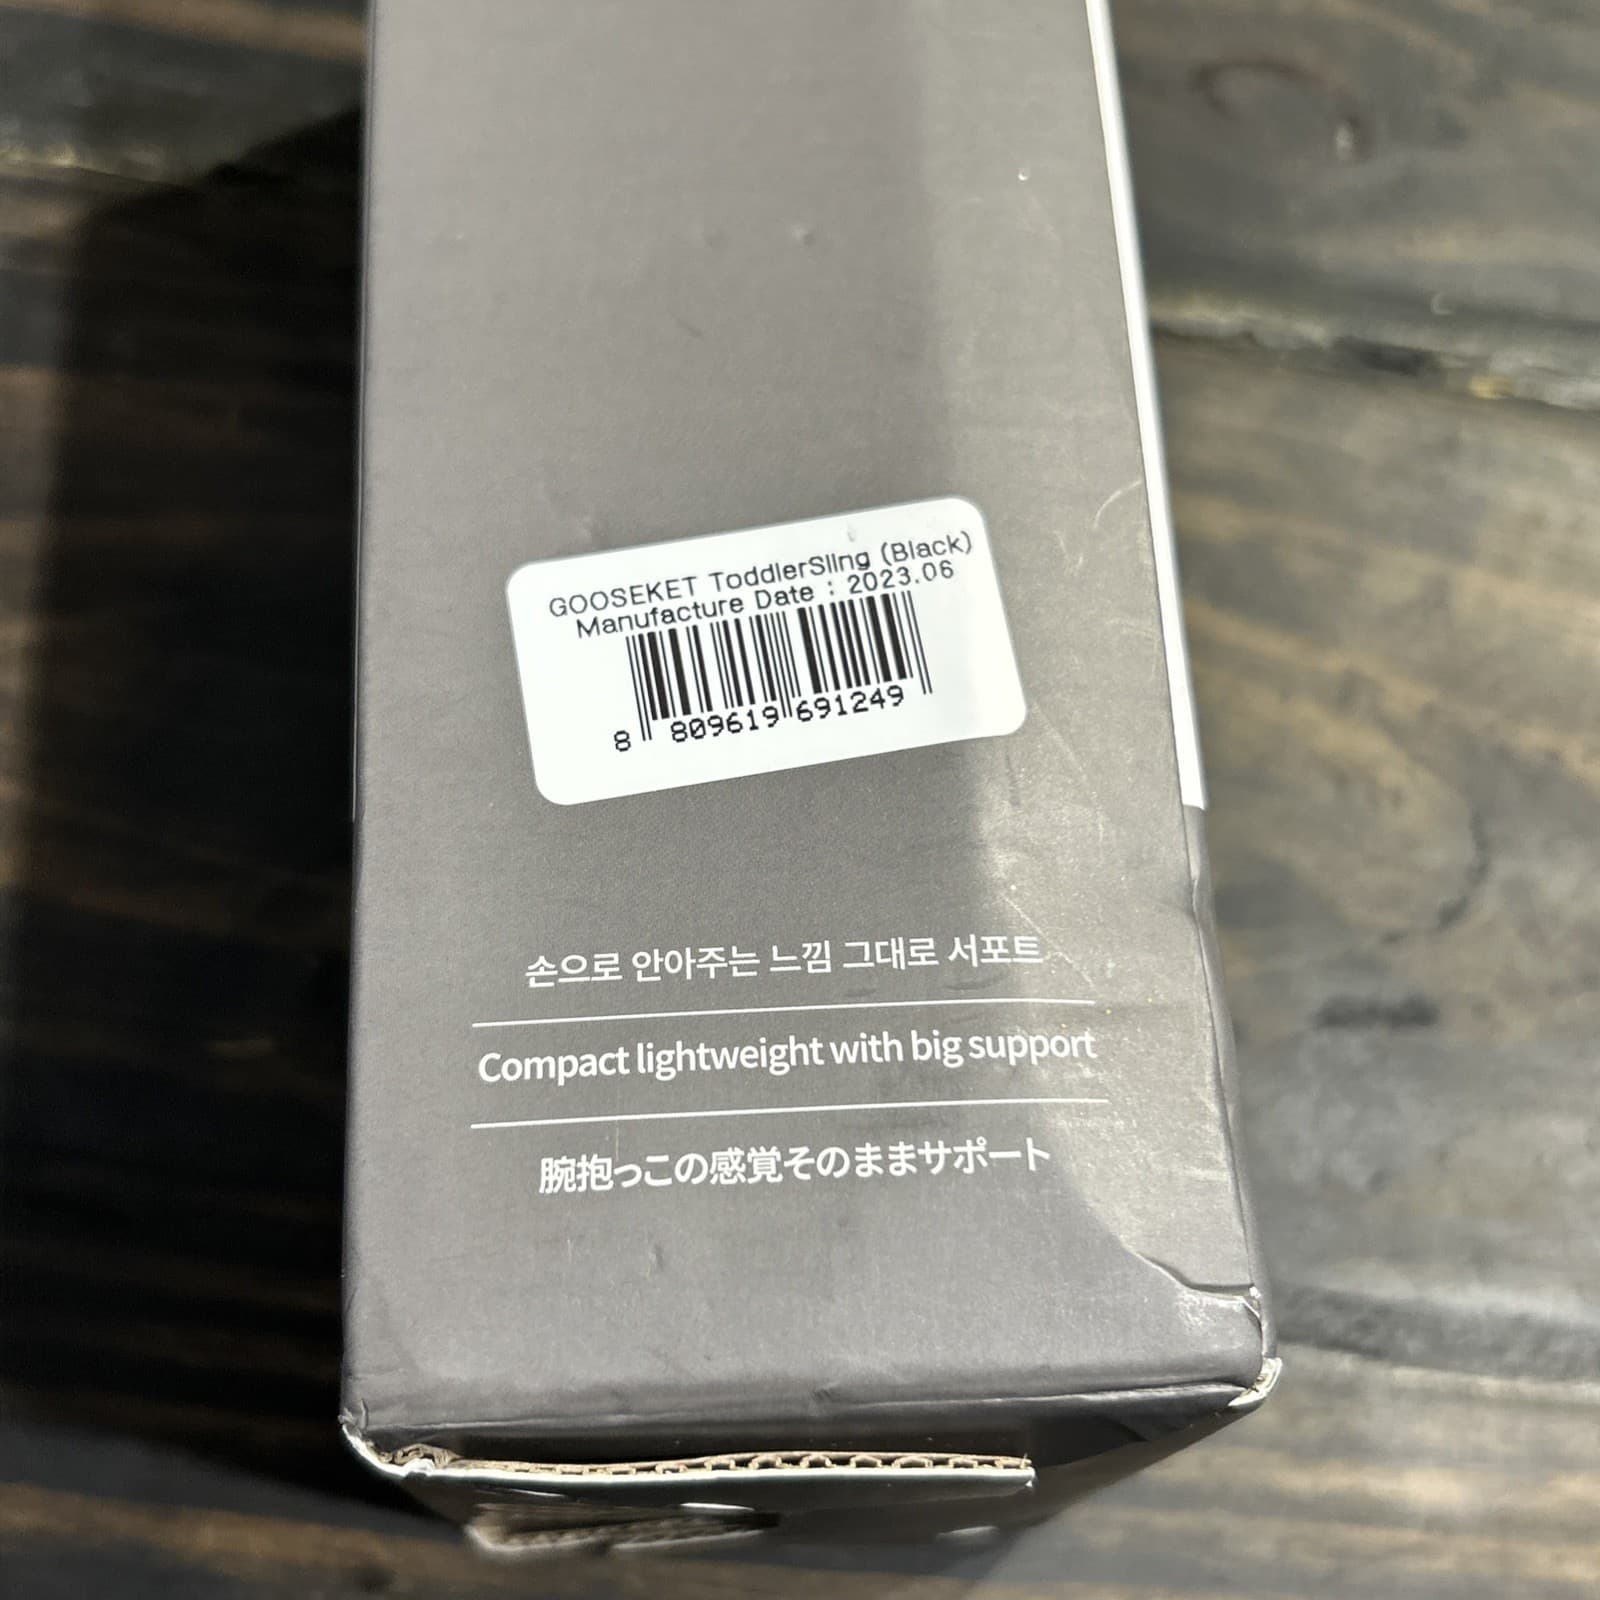 GOOSEKET ToddlerSling (Black)
Manufacture Date : 2023.06
8 809619 691249
손으로 안아주는 느낌 그대로 서포트
Compact lightweight with big support
腕抱っこの感覚そのままサポート